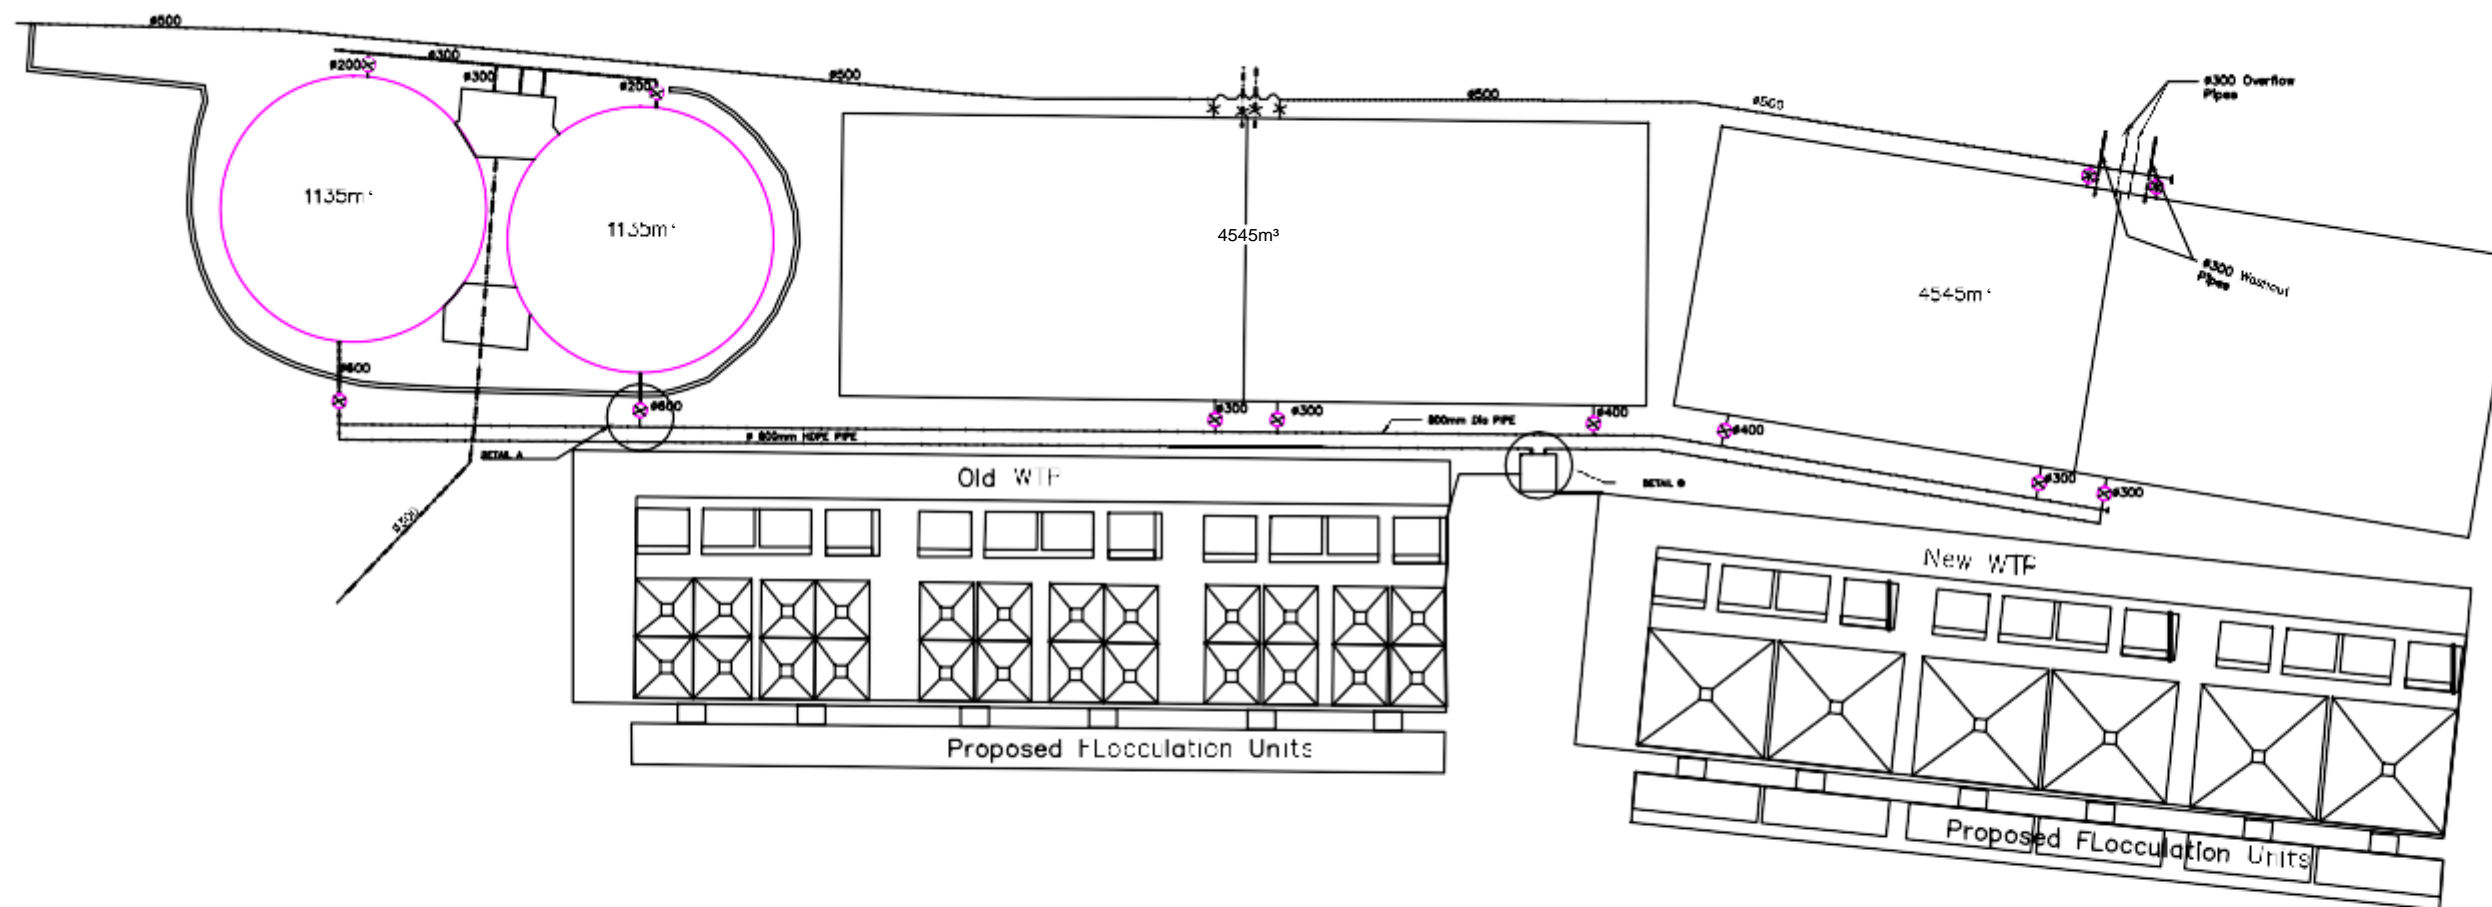 ø500
ø300
ø200
ø300
ø200
ø500
ø500
ø500
ø300 Overflow
Pipes
1135m³
1135m³
4545m³
4545m³
ø300 Washout
Pipes
ø600
ø600
ø300
ø300
ø400
800mm Dia PIPE
ø400
ø 800mm HDPE PIPE
DETAIL A
Old WTP
DETAIL B
ø300
ø300
ø300
New WTP
Proposed FLocculation Units
Proposed FLocculation Units